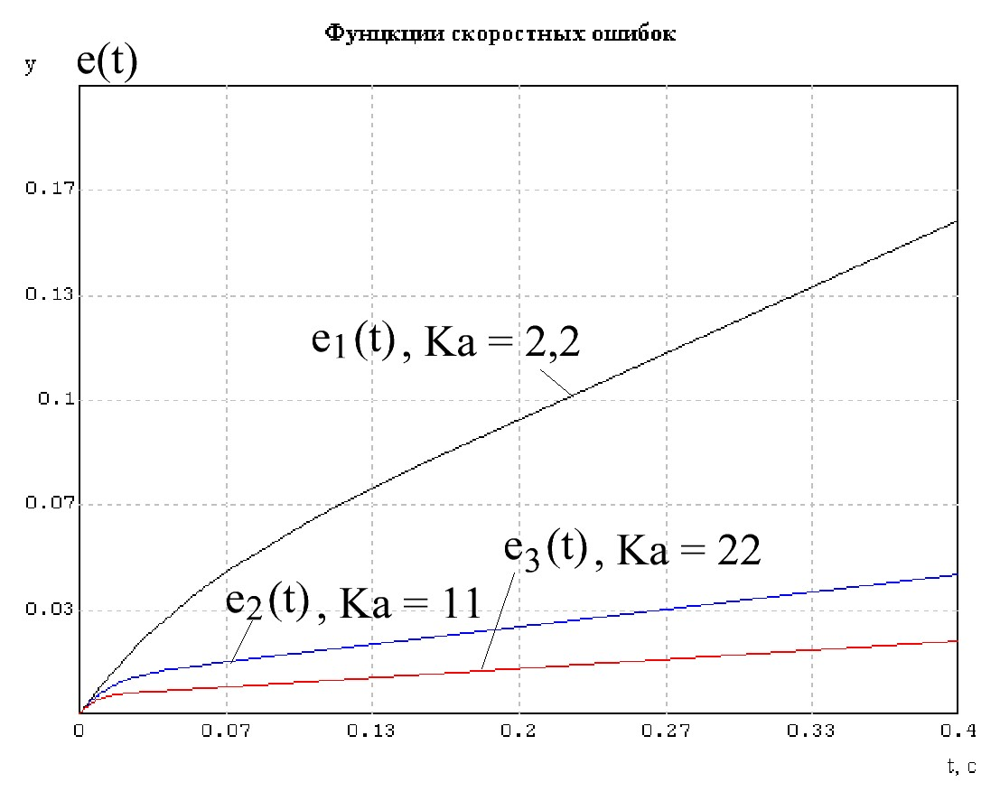 Фунцкции скоростных ошибок
y e(t)
0.17
0.13
e1(t), Ka = 2,2
0.1
0.07
e3(t), Ka = 22
e2(t), Ka = 11
0.03
0 0.07 0.13 0.2 0.27 0.33 0.4
t, c